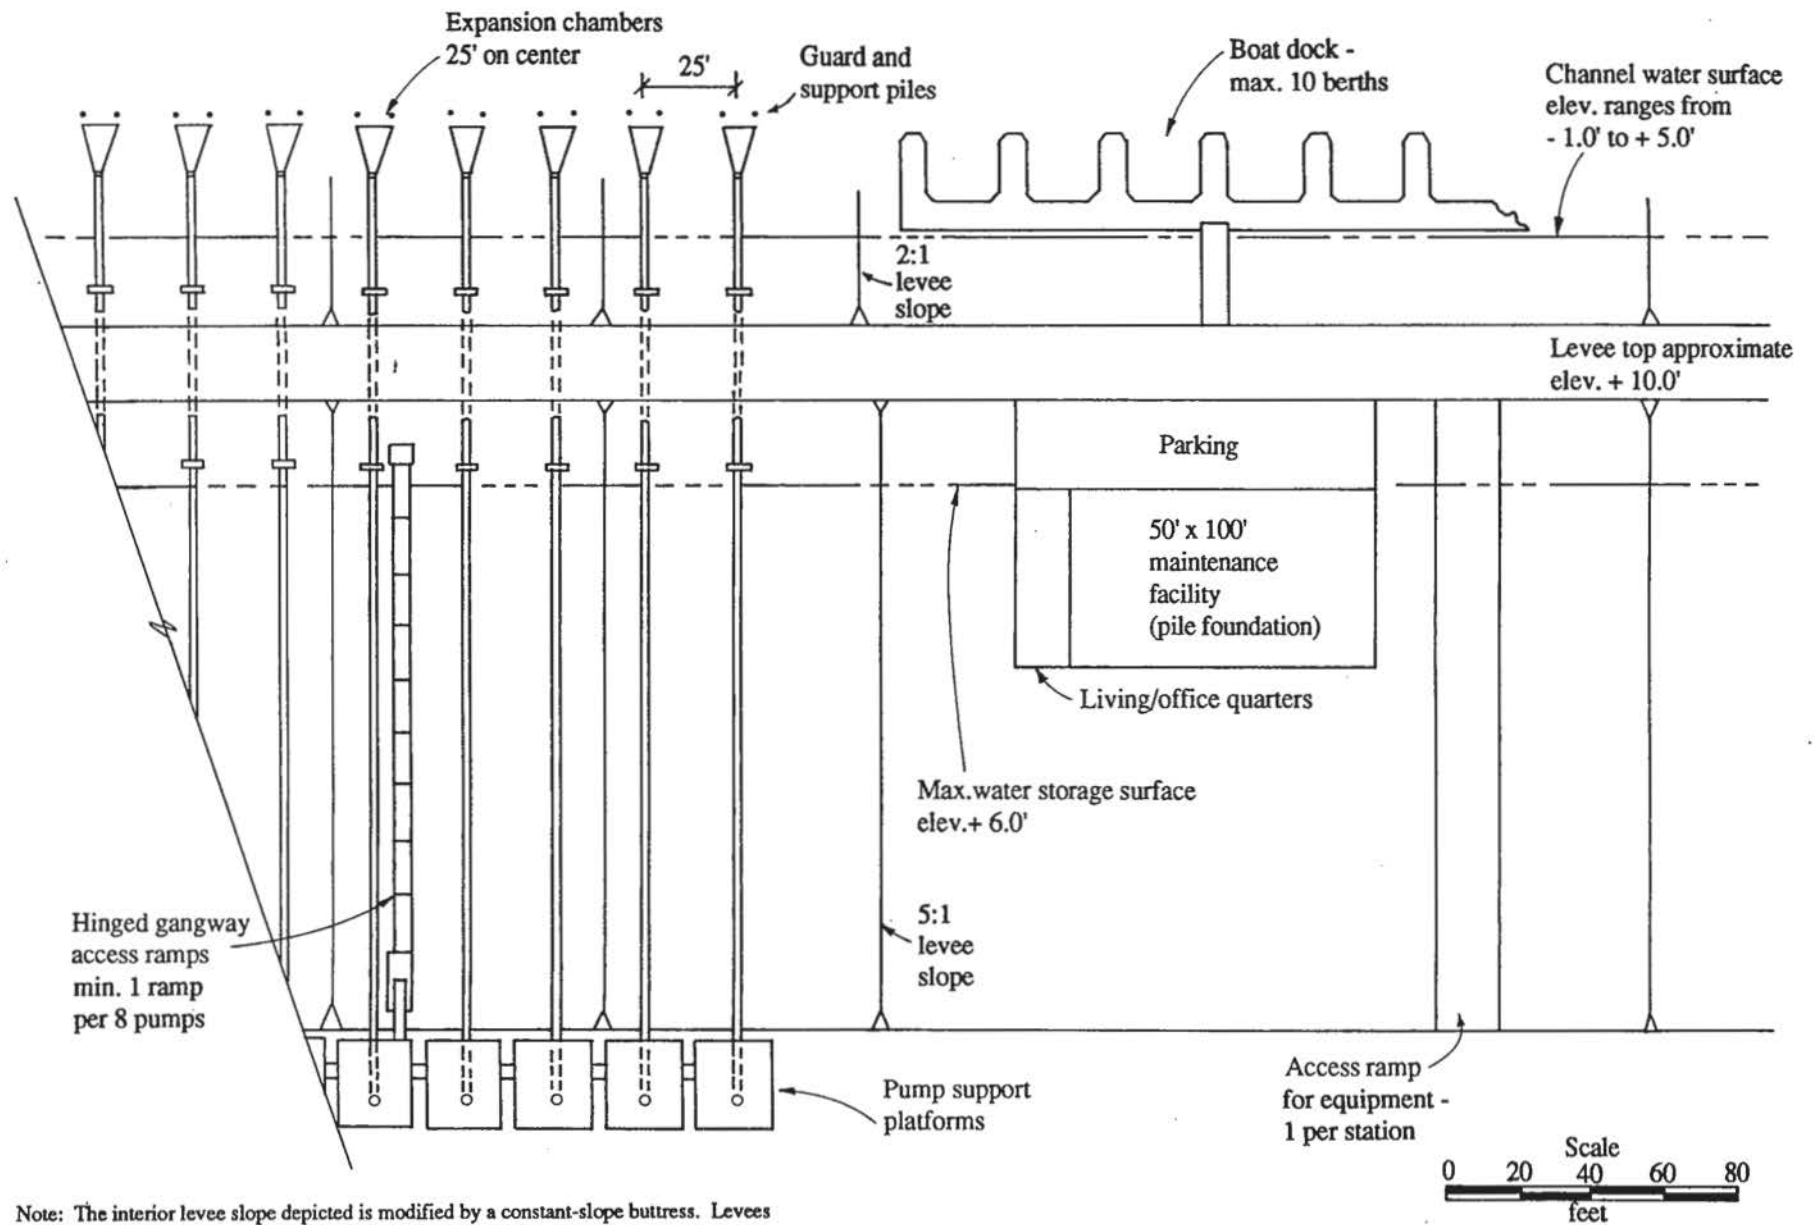 Expansion chambers
25' on center
25'
Guard and
support piles
Boat dock -
max. 10 berths
Channel water surface
elev. ranges from
- 1.0' to + 5.0'
2:1
levee
slope
Levee top approximate
elev. + 10.0'
Parking
50' x 100'
maintenance
facility
(pile foundation)
Living/office quarters
Max.water storage surface
elev.+ 6.0'
Hinged gangway
access ramps
min. 1 ramp
per 8 pumps
5:1
levee
slope
Pump support
platforms
Access ramp
for equipment -
1 per station
Scale
0 20 40 60 80
feet
Note: The interior levee slope depicted is modified by a constant-slope buttress. Levees